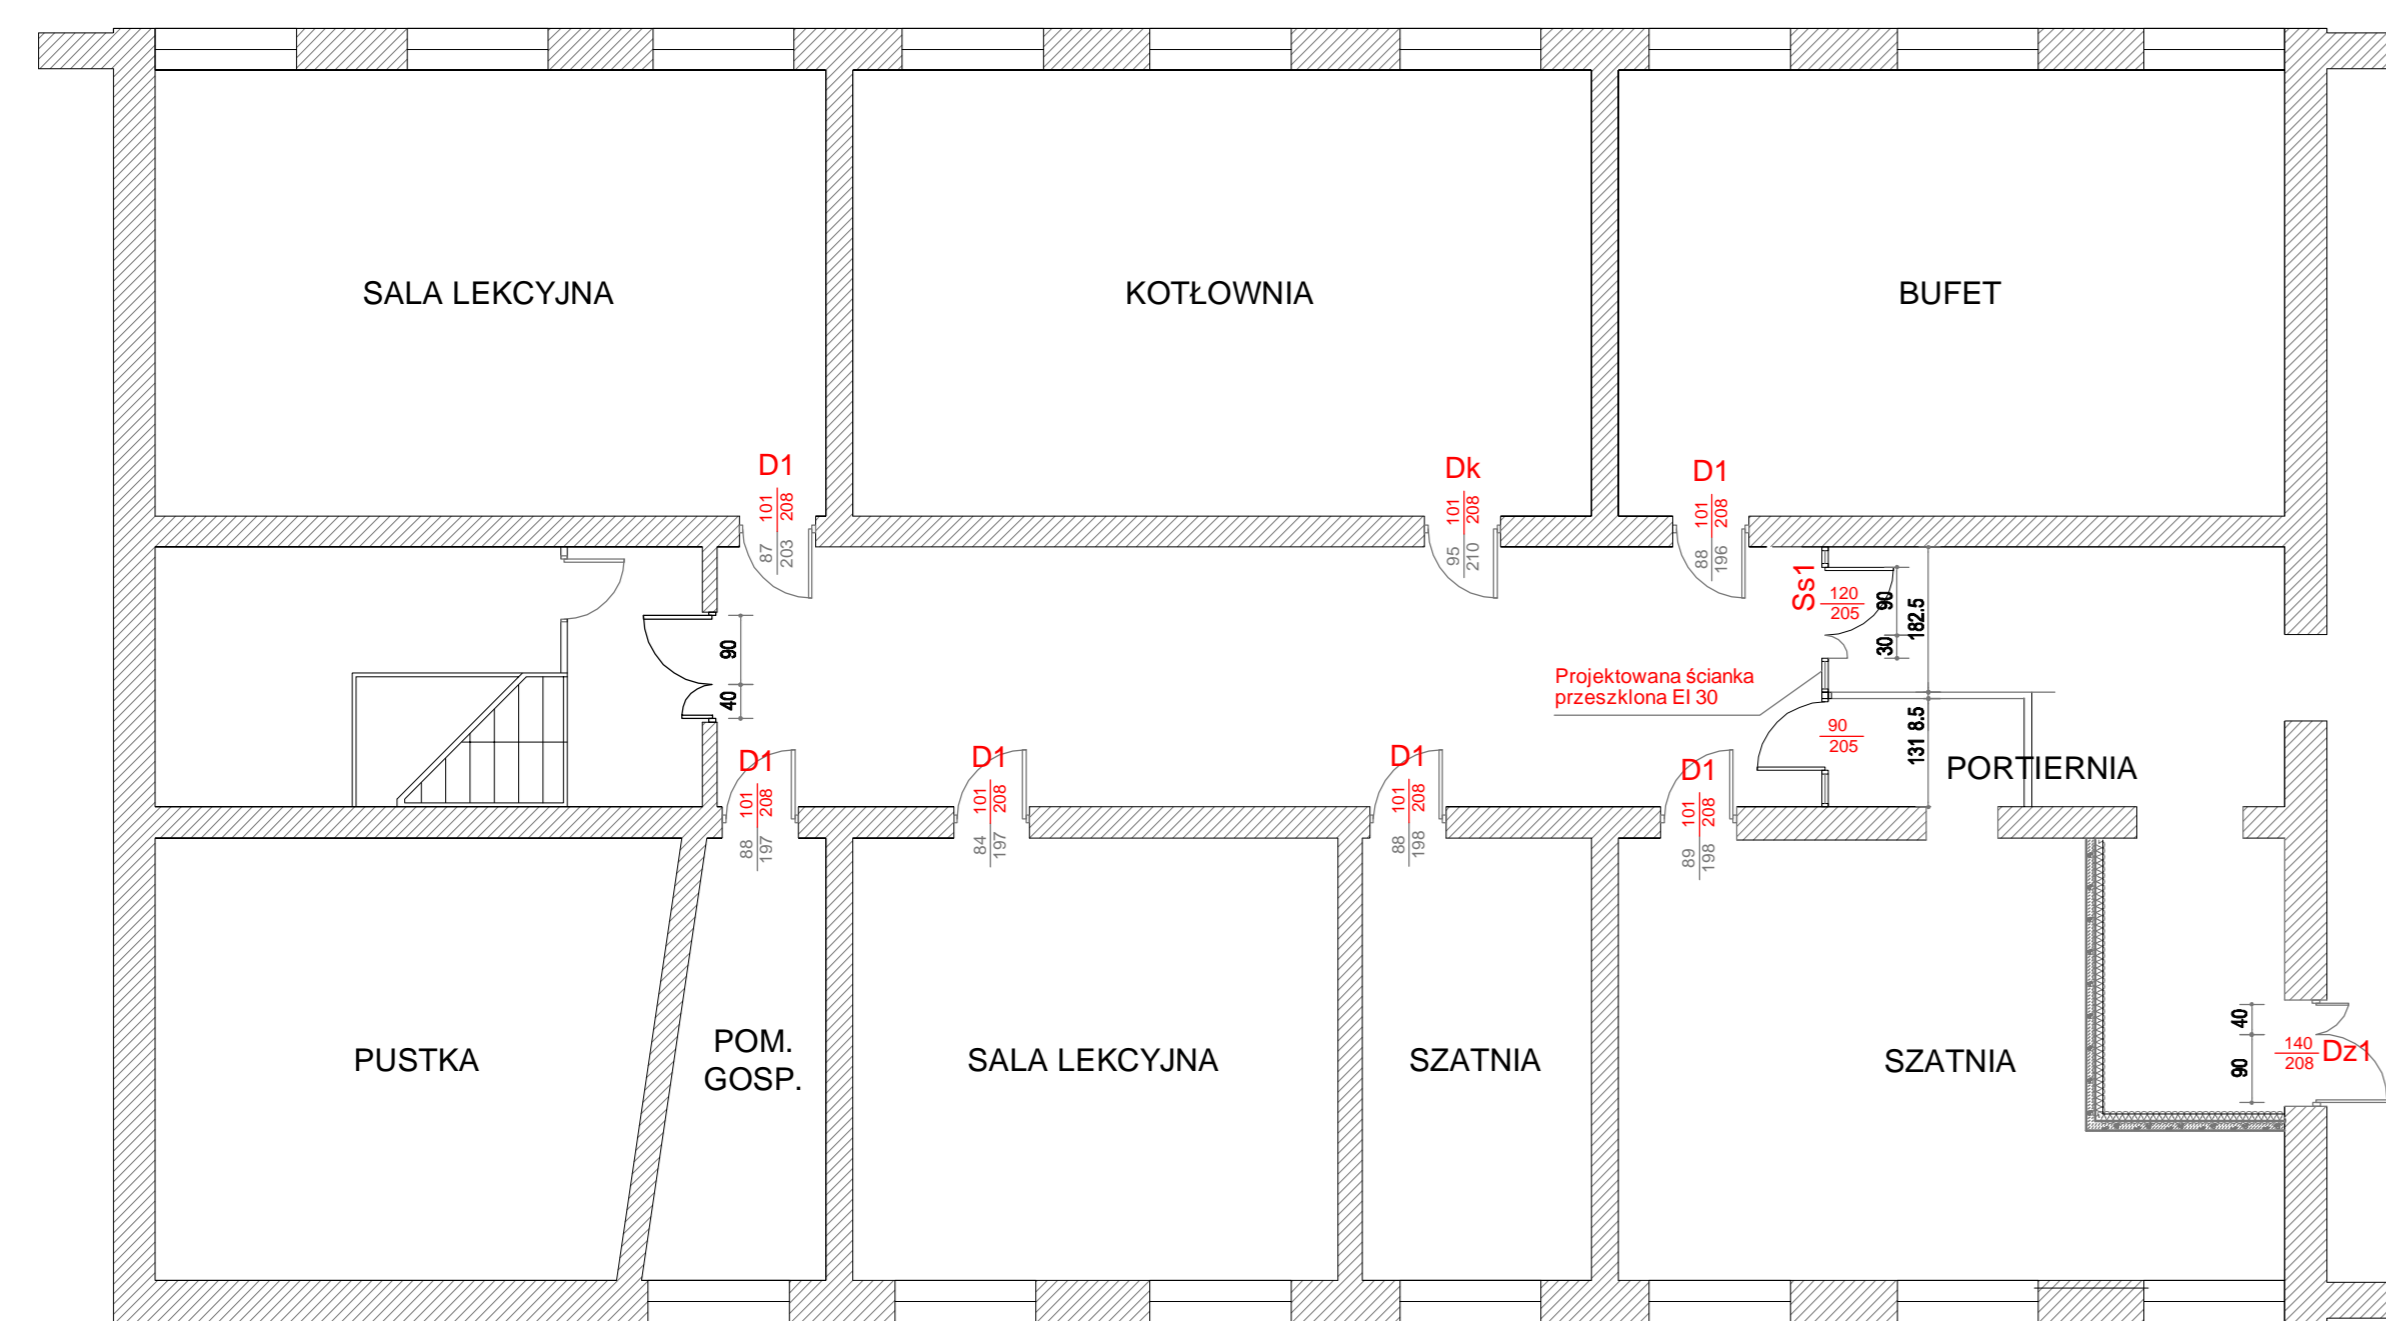 SALA LEKCYJNA
KOTŁOWNIA
BUFET
D1
101
208
87
203
Dk
101
208
95
210
D1
101
208
88
196
Ss1
120
205
90
30
182.5
90
40
Projektowana ścianka
przeszklona EI 30
90
205
131
8.5
PORTIERNIA
D1
101
208
88
197
D1
101
208
84
197
D1
101
208
88
198
D1
101
208
89
198
PUSTKA
POM.
GOSP.
SALA LEKCYJNA
SZATNIA
SZATNIA
40
90
140
208
Dz1